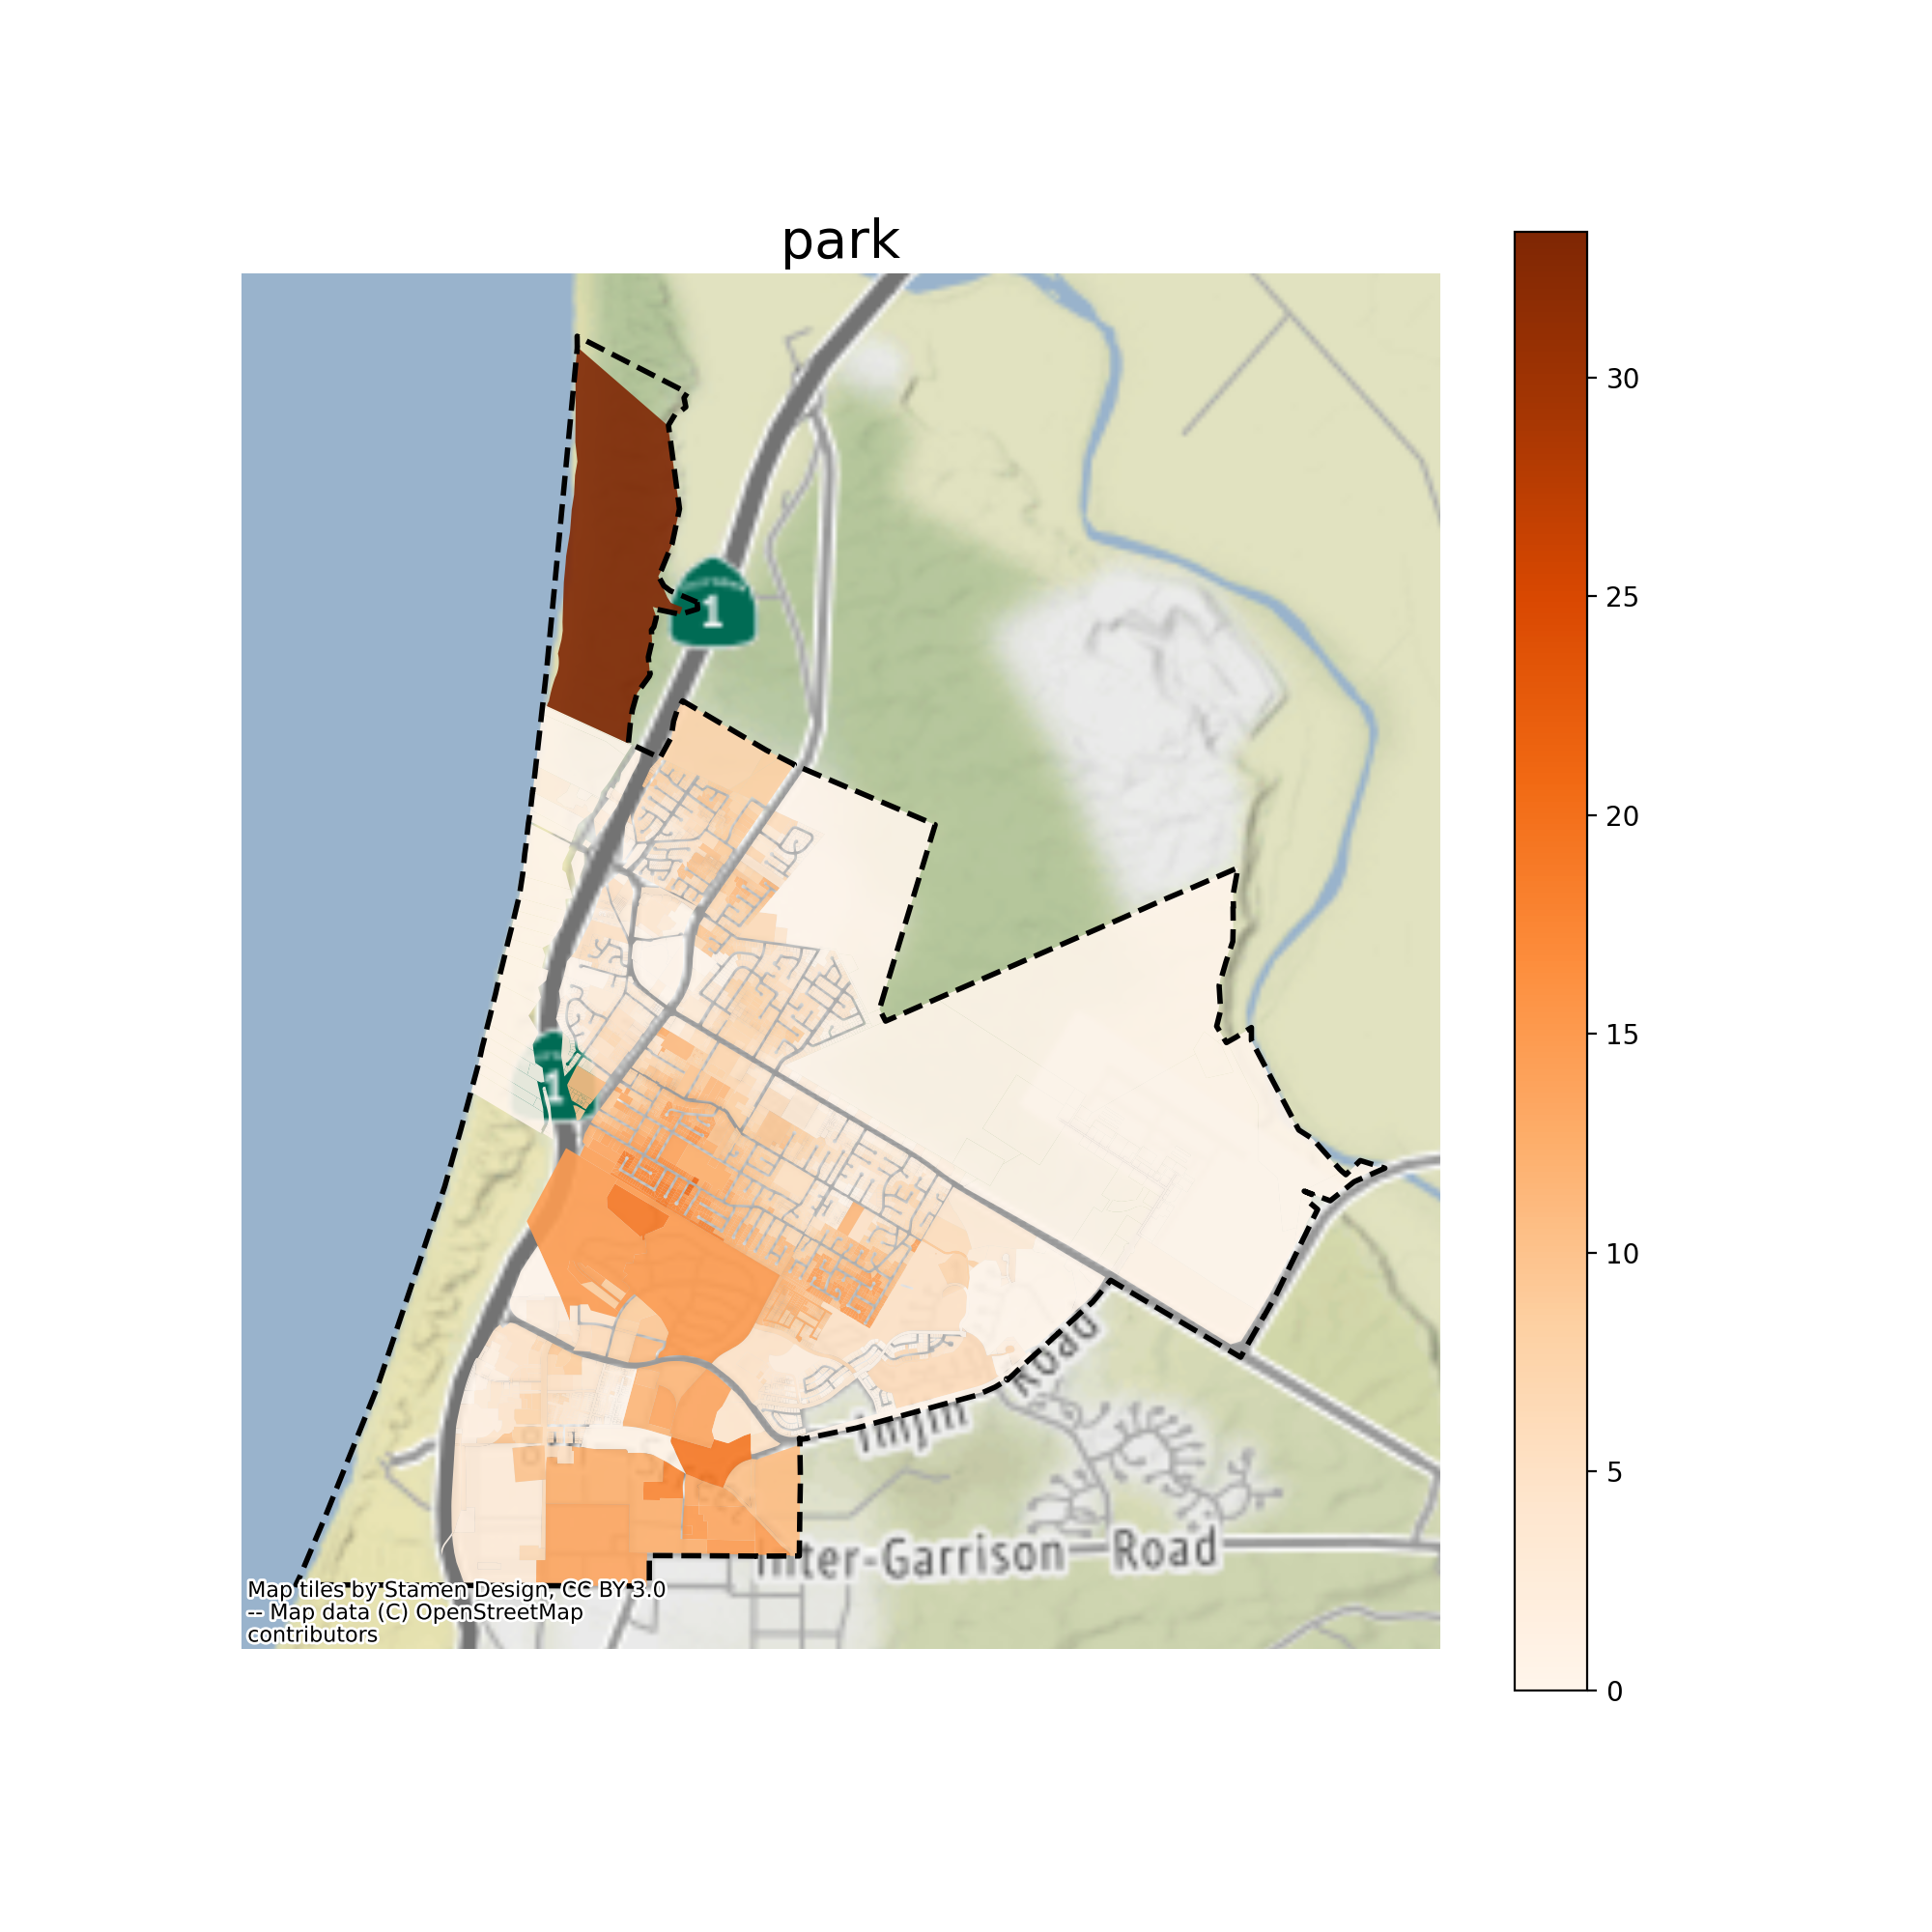 park
30
25
20
15
10
5
0
1
1
Road
Imjin
Inter-Garrison Road
Map tiles by Stamen Design, CC BY 3.0
-- Map data (C) OpenStreetMap
contributors